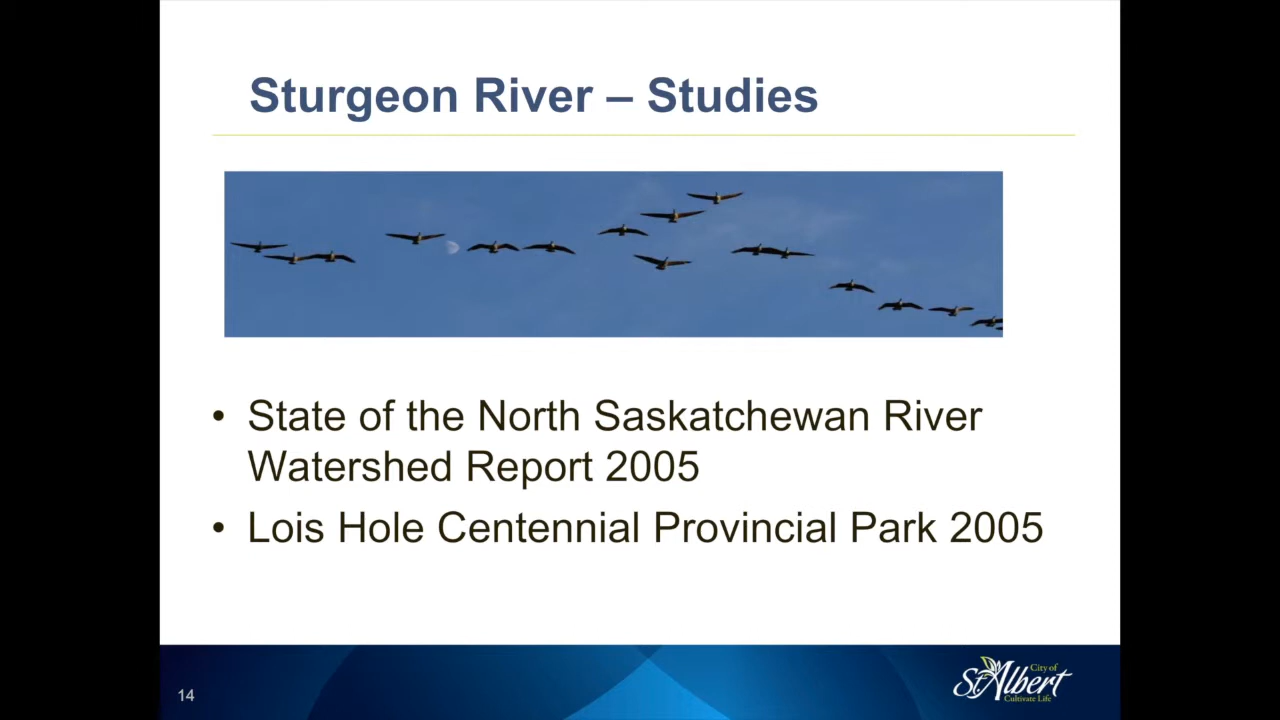 Sturgeon River – Studies
• State of the North Saskatchewan River
Watershed Report 2005
• Lois Hole Centennial Provincial Park 2005
14
City of
St. Albert
Cultivate Life